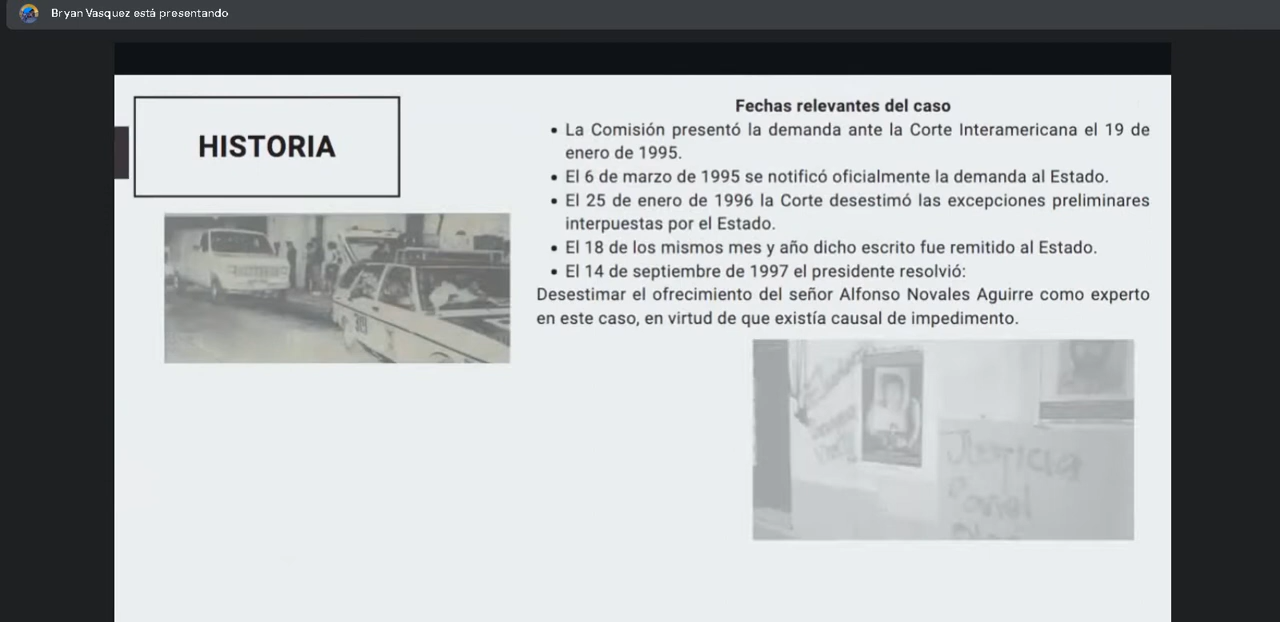 Bryan Vasquez está presentando
HISTORIA
Fechas relevantes del caso
• La Comisión presentó la demanda ante la Corte Interamericana el 19 de
enero de 1995.
• El 6 de marzo de 1995 se notificó oficialmente la demanda al Estado.
• El 25 de enero de 1996 la Corte desestimó las excepciones preliminares
interpuestas por el Estado.
• El 18 de los mismos mes y año dicho escrito fue remitido al Estado.
• El 14 de septiembre de 1997 el presidente resolvió:
Desestimar el ofrecimiento del señor Alfonso Novales Aguirre como experto
en este caso, en virtud de que existía causal de impedimento.
Justicia